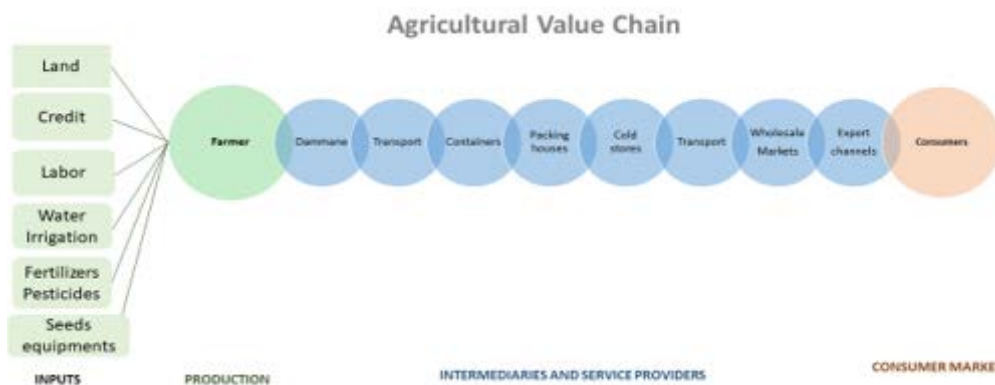 Agricultural Value Chain
Land
Credit
Labor
Water
Irrigation
Fertilizers
Pesticides
Seeds
equipments
Farmer
Dammane
Transport
Containers
Packing
houses
Cold
stores
Transport
Wholesale
Markets
Export
channels
Consumers
INPUTS
PRODUCTION
INTERMEDIARIES AND SERVICE PROVIDERS
CONSUMER MARKE